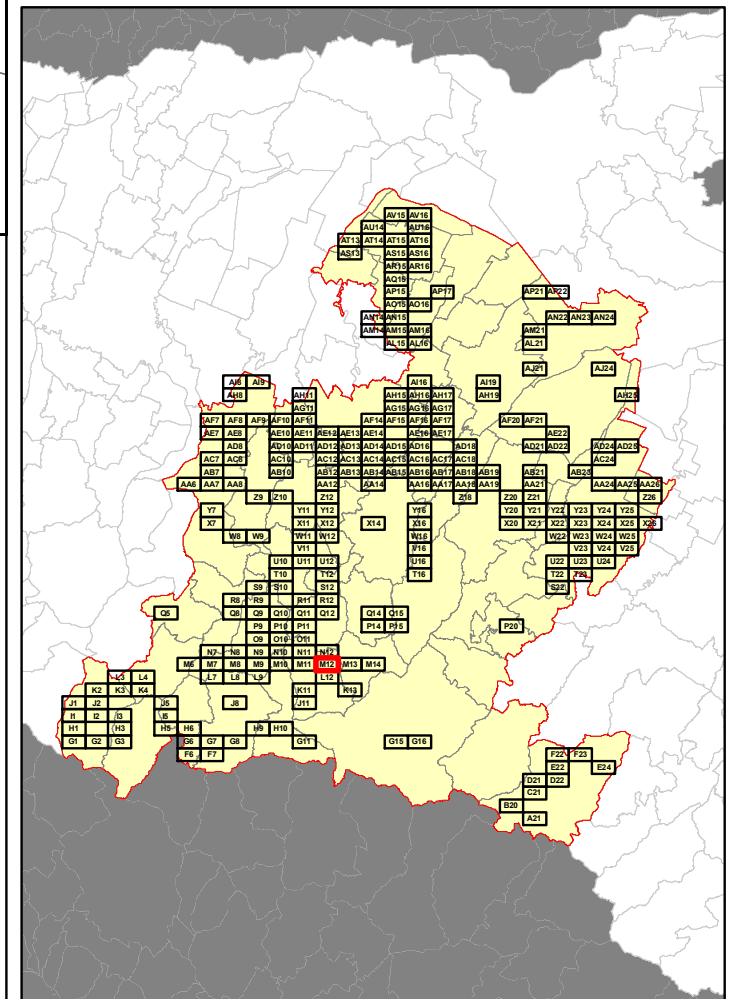 AV15 AV16
AU14 AU16
AT13 AT14 AT15 AT16
AS13 AS15 AS16
AR15 AR16
AQ15
AP15 AP17 AP21 AP22
AO15 AO16
AN14 AN15 AN22 AN23 AN24
AM14 AM15 AM16 AM21
AL15 AL16 AL21
AJ21 AJ24
AI8 AI9 AI16 AI19
AH8 AH11 AH15 AH16 AH17 AH19 AH25
AG11 AG15 AG16 AG17
AF7 AF8 AF9 AF10 AF11 AF14 AF15 AF16 AF17 AF20 AF21
AE7 AE8 AE10 AE11 AE12 AE13 AE14 AE16 AE17 AE22
AD8 AD10 AD11 AD12 AD13 AD14 AD15 AD16 AD18 AD21 AD22 AD24 AD25
AC7 AC8 AC10 AC12 AC13 AC14 AC15 AC16 AC17 AC18 AC24
AB7 AB10 AB12 AB13 AB14 AB15 AB16 AB17 AB18 AB19 AB21 AB23
AA6 AA7 AA8 AA12 AA14 AA16 AA17 AA18 AA19 AA21 AA24 AA25 AA26
Z9 Z10 Z12 Z18 Z20 Z21 Z26
Y7 Y11 Y12 Y16 Y20 Y21 Y22 Y23 Y24 Y25
X7 X11 X12 X14 X16 X20 X21 X22 X23 X24 X25 X26
W8 W9 W11 W12 W16 W22 W23 W24 W25
V11 V16 V23 V24 V25
U10 U11 U12 U16 U22 U23 U24
T10 T12 T16 T22 T23
S9 S10 S12 S22
R8 R9 R11 R12
Q5 Q8 Q9 Q10 Q11 Q12 Q14 Q15
P9 P10 P11 P14 P15 P20
O9 O10 O11
N7 N8 N9 N10 N11 N12
M6 M7 M8 M9 M10 M11 M12 M13 M14
L3 L4 L7 L8 L9 L12
K2 K3 K4 K11 K13
J1 J2 J5 J8 J11
I1 I2 I3 I5
H1 H3 H5 H6 H9 H10
G1 G2 G3 G6 G7 G8 G11 G15 G16
F6 F7 F22 F23
E22 E24
D21 D22
C21
B20
A21